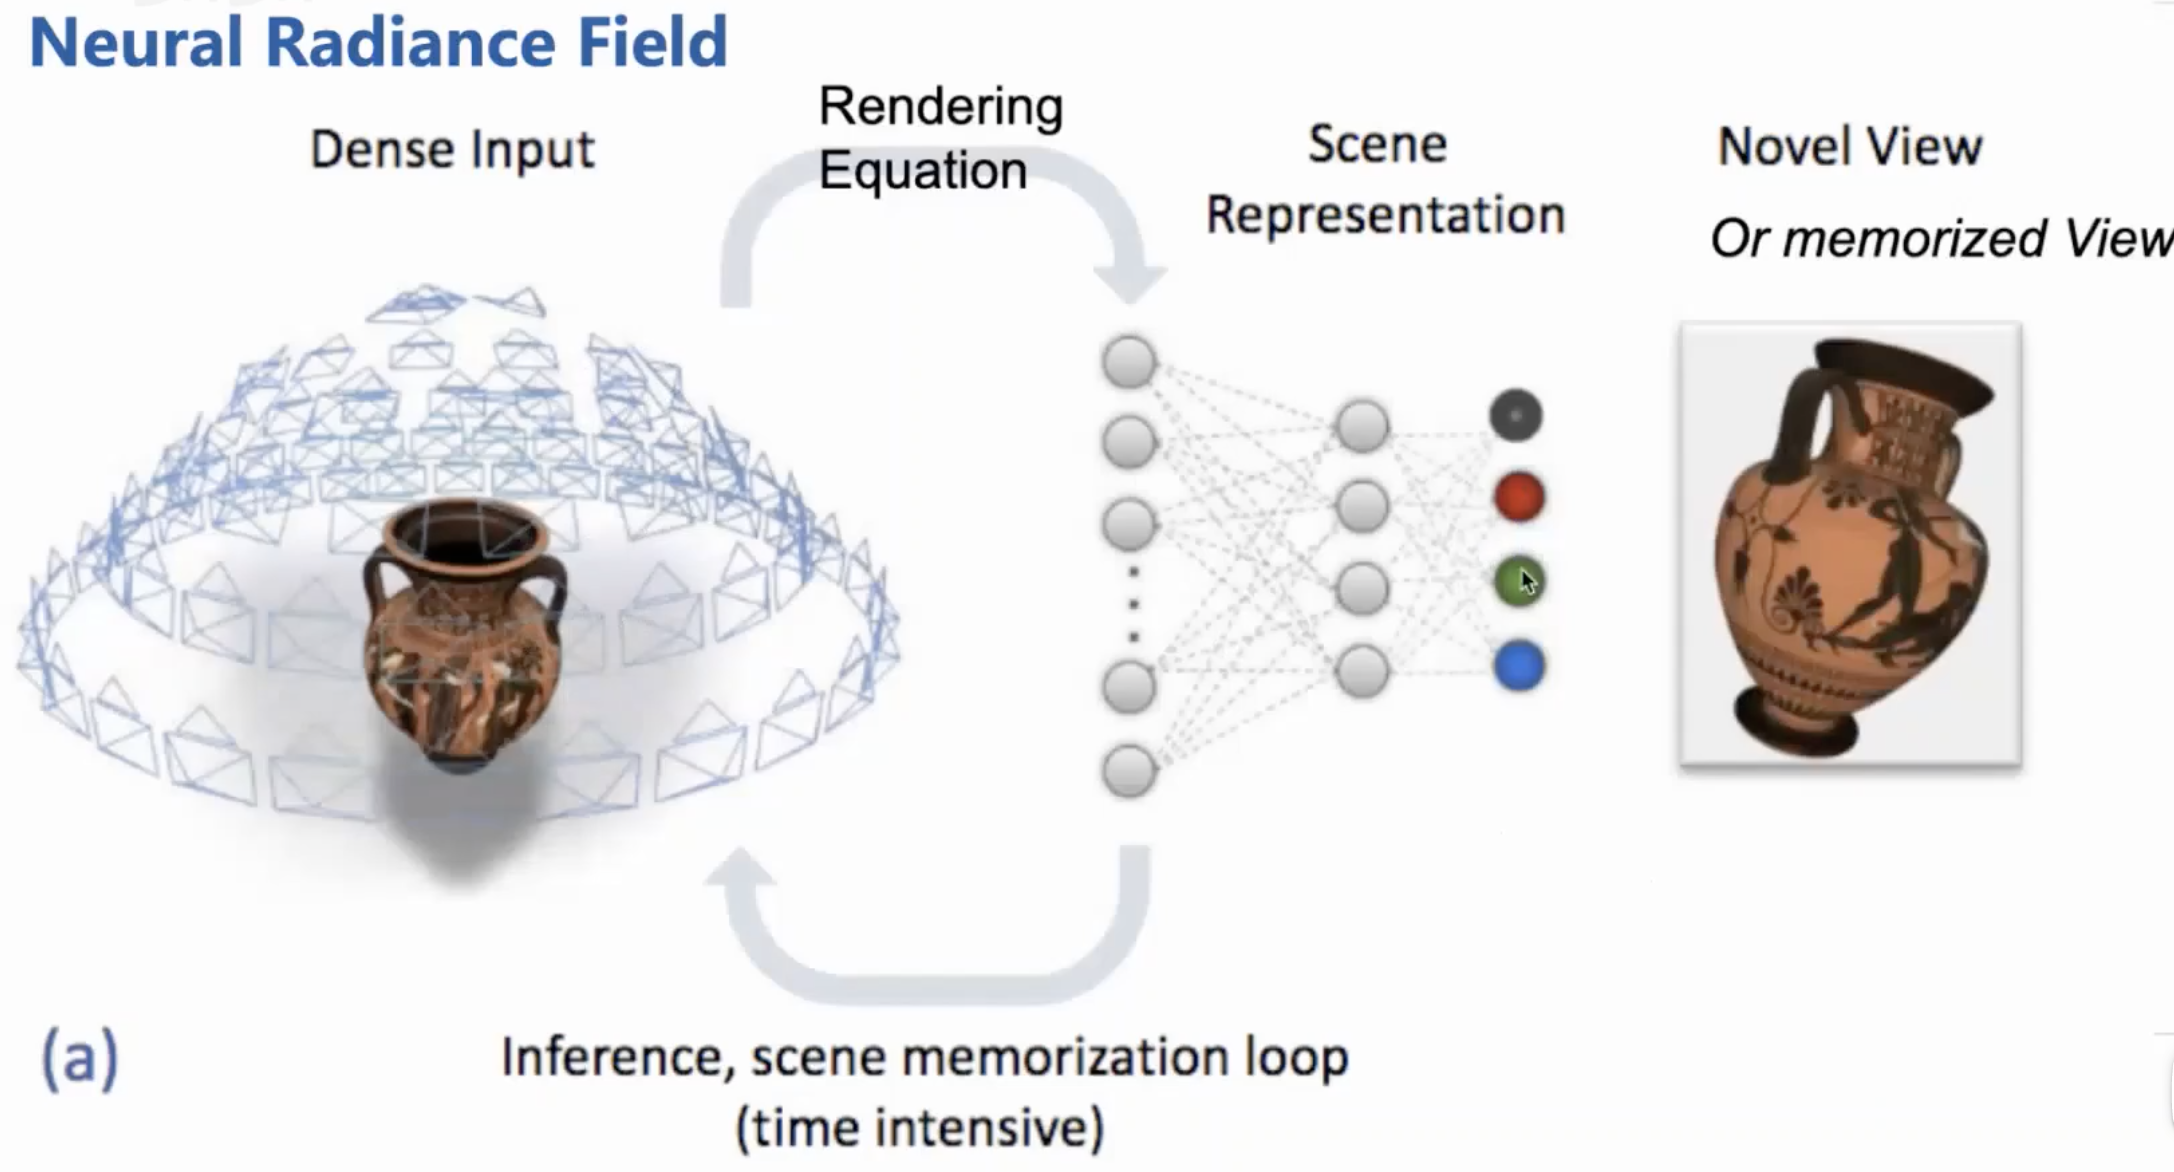 Neural Radiance Field
Dense Input
Rendering
Equation
Scene
Representation
Novel View
Or memorized View
(a)
Inference, scene memorization loop
(time intensive)